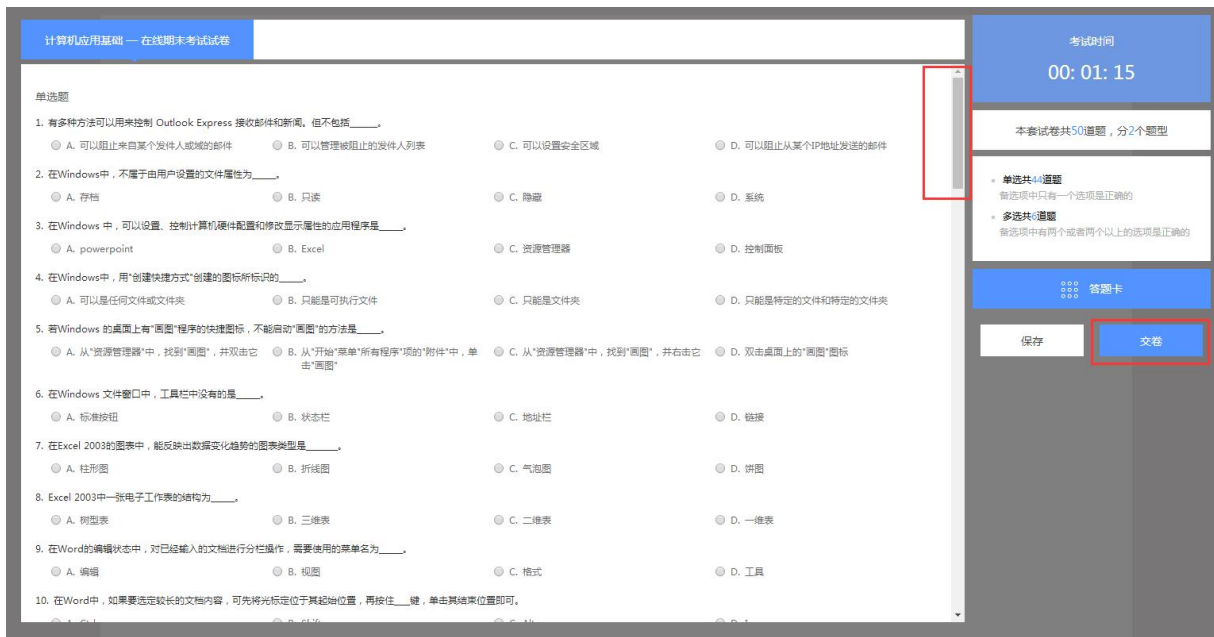 计算机应用基础 — 在线期末考试试卷
单选题
1. 有多种方法可以用来控制 Outlook Express 接收邮件和新闻。但不包括_____。
A. 可以阻止来自某个发件人或域的邮件 B. 可以管理被阻止的发件人列表 C. 可以设置安全区域 D. 可以阻止从某个IP地址发送的邮件
2. 在Windows中，不属于由用户设置的文件属性为____。
A. 存档 B. 只读 C. 隐藏 D. 系统
3. 在Windows 中，可以设置、控制计算机硬件配置和修改显示属性的应用程序是____。
A. powerpoint B. Excel C. 资源管理器 D. 控制面板
4. 在Windows中，用"创建快捷方式"创建的图标所标识的____。
A. 可以是任何文件或文件夹 B. 只能是可执行文件 C. 只能是文件夹 D. 只能是特定的文件和特定的文件夹
5. 若Windows 的桌面上有"画图"程序的快捷图标，不能启动"画图"的方法是____。
A. 从"资源管理器"中，找到"画图"，并双击它 B. 从"开始"菜单"所有程序"项的"附件"中，单 C. 从"资源管理器"中，找到"画图"，并右击它 D. 双击桌面上的"画图"图标
击"画图"
6. 在Windows 文件窗口中，工具栏中没有的是____。
A. 标准按钮 B. 状态栏 C. 地址栏 D. 链接
7. 在Excel 2003的图表中，能反映出数据变化趋势的图表类型是______。
A. 柱形图 B. 折线图 C. 气泡图 D. 饼图
8. Excel 2003中一张电子工作表的结构为____。
A. 树型表 B. 三维表 C. 二维表 D. 一维表
9. 在Word的编辑状态中，对已经输入的文档进行分栏操作，需要使用的菜单名为____。
A. 编辑 B. 视图 C. 格式 D. 工具
10. 在Word中，如果要选定较长的文档内容，可先将光标定位于其起始位置，再按住___键，单击其结束位置即可。
考试时间
00: 01: 15
本套试卷共50道题，分2个题型
单选共44道题
备选项中只有一个选项是正确的
多选共6道题
备选项中有两个或者两个以上的选项是正确的
答题卡
保存 交卷